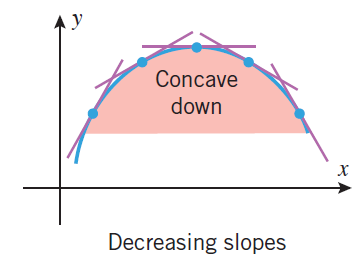 y
Concave
down
x
Decreasing slopes